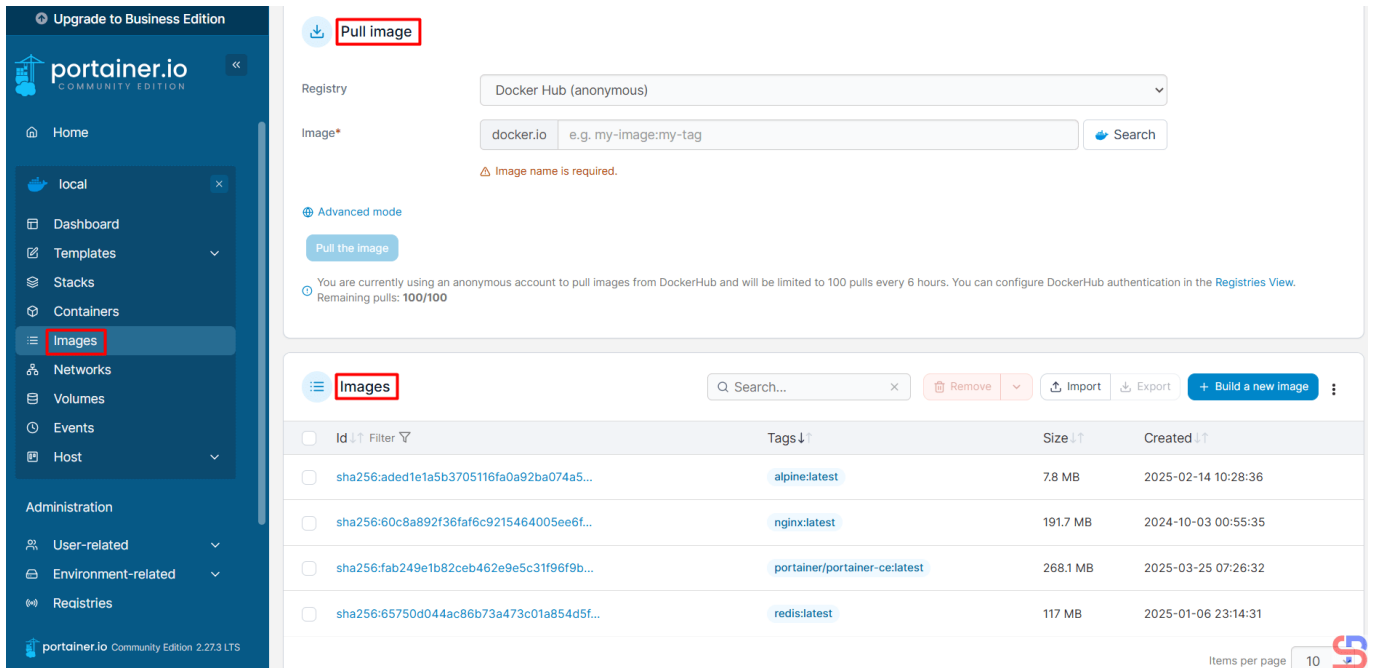 Upgrade to Business Edition
portainer.io
COMMUNITY EDITION
Home
local
Dashboard
Templates
Stacks
Containers
Images
Networks
Volumes
Events
Host
Administration
User-related
Environment-related
Registries
portainer.io Community Edition 2.27.3 LTS
Pull image
Registry
Docker Hub (anonymous)
Image*
docker.io e.g. my-image:my-tag Search
Image name is required.
Advanced mode
Pull the image
You are currently using an anonymous account to pull images from DockerHub and will be limited to 100 pulls every 6 hours. You can configure DockerHub authentication in the Registries View.
Remaining pulls: 100/100
Images Search... Remove Import Export + Build a new image
Id Filter Tags Size Created
sha256:aded1e1a5b3705116fa0a92ba074a5... alpine:latest 7.8 MB 2025-02-14 10:28:36
sha256:60c8a892f36faf6c9215464005ee6f... nginx:latest 191.7 MB 2024-10-03 00:55:35
sha256:fab249e1b82ceb462e9e5c31f96f9b... portainer/portainer-ce:latest 268.1 MB 2025-03-25 07:26:32
sha256:65750d044ac86b73a473c01a854d5f... redis:latest 117 MB 2025-01-06 23:14:31
Items per page 10